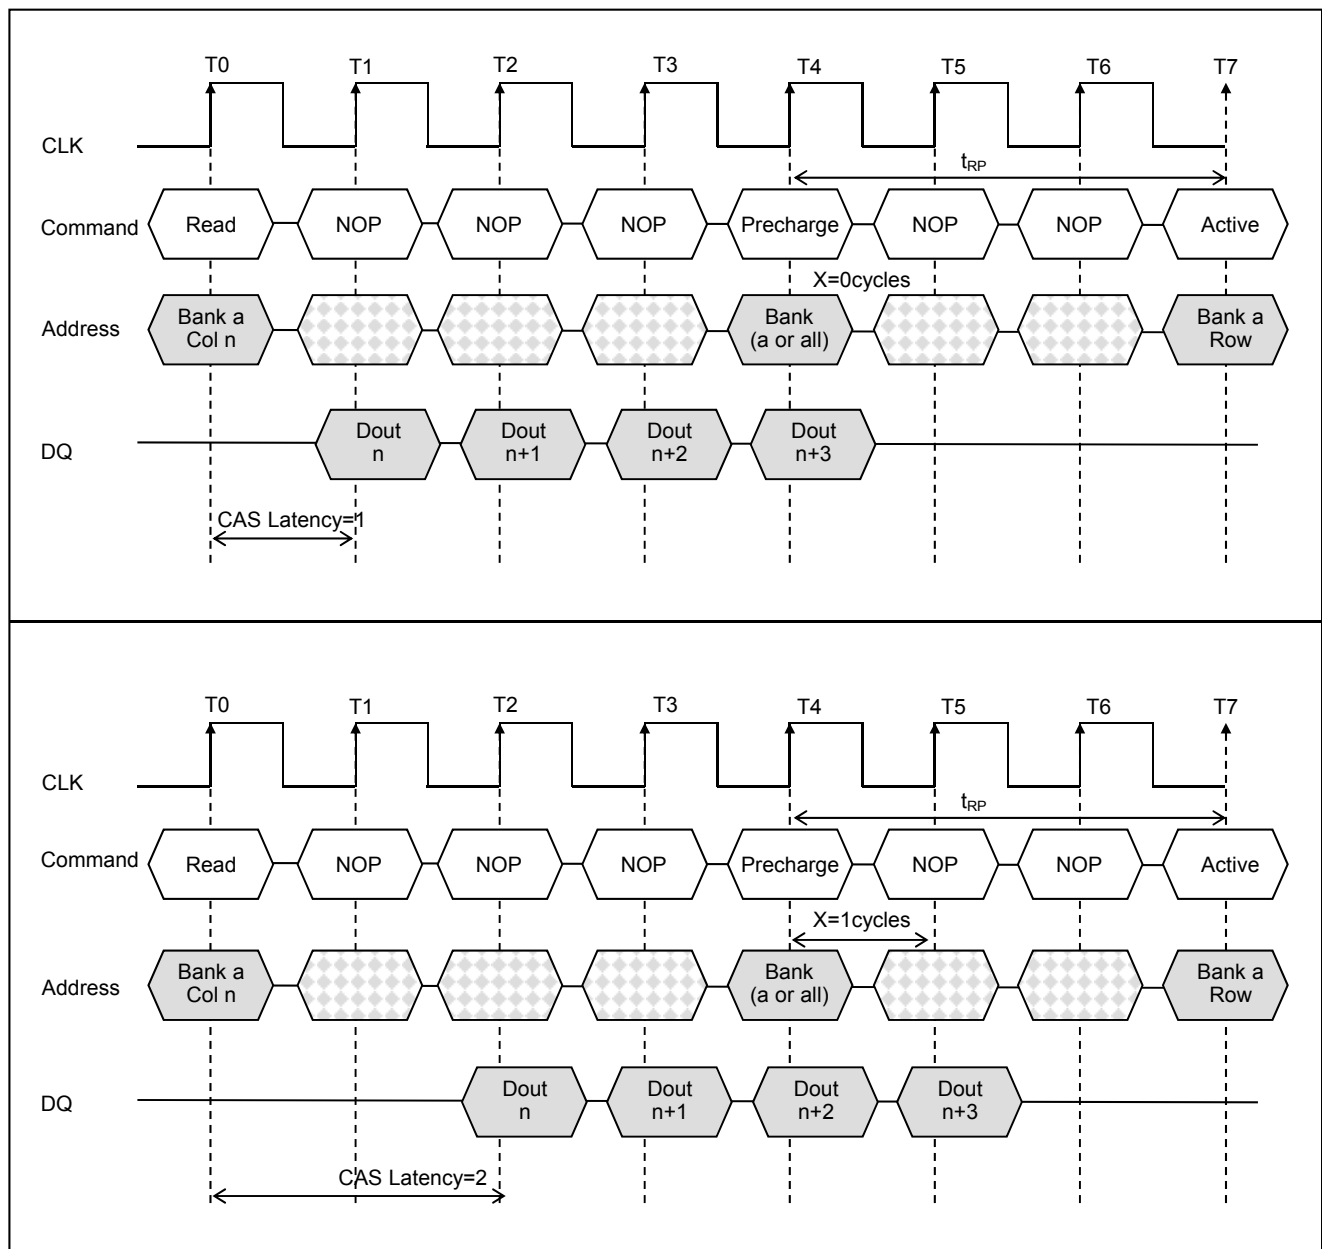 T0 T1 T2 T3 T4 T5 T6 T7
CLK
tRP
Command Read NOP NOP NOP Precharge NOP NOP Active
X=0cycles
Address
Bank a Bank Bank a
Col n (a or all) Row
DQ
Dout Dout Dout Dout
n n+1 n+2 n+3
CAS Latency=1
T0 T1 T2 T3 T4 T5 T6 T7
CLK
tRP
Command Read NOP NOP NOP Precharge NOP NOP Active
X=1cycles
Address
Bank a Bank Bank a
Col n (a or all) Row
DQ
Dout Dout Dout Dout
n n+1 n+2 n+3
CAS Latency=2